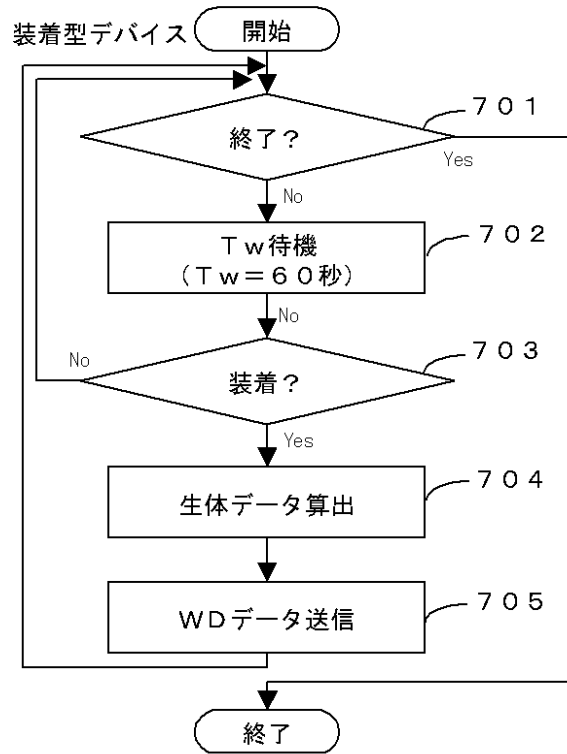 装着型デバイス
開始
終了？
７０１
Yes
No
Ｔｗ待機
（Ｔｗ＝６０秒）
７０２
No
装着？
７０３
No
Yes
生体データ算出
７０４
ＷＤデータ送信
７０５
終了